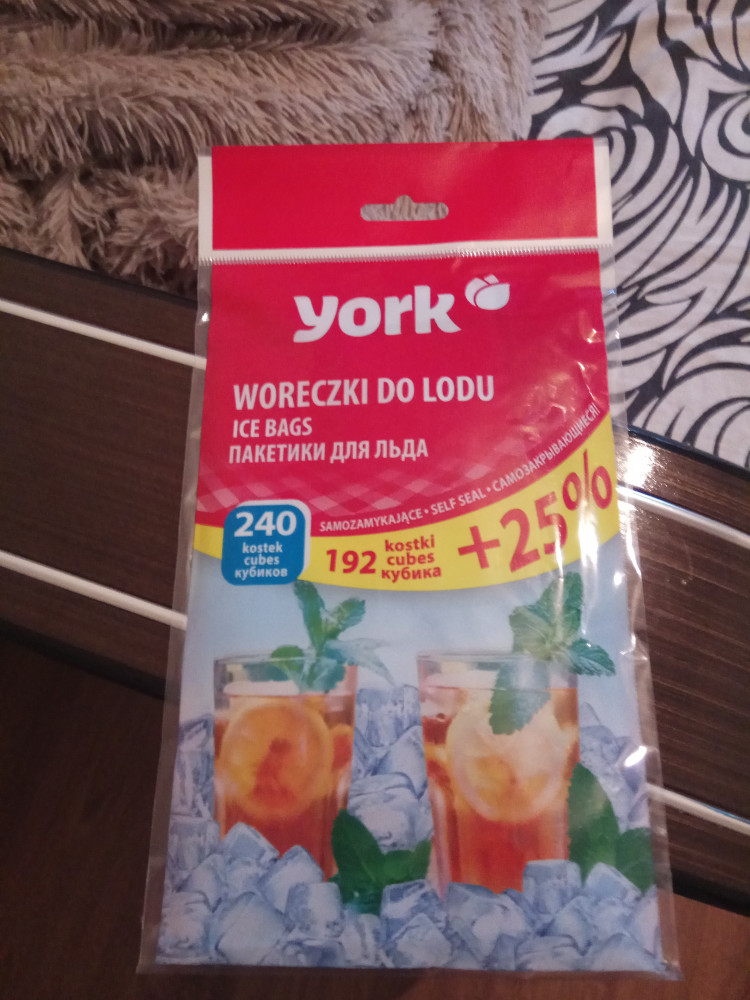 york
WORECZKI DO LODU
ICE BAGS
ПАКЕТИКИ ДЛЯ ЛЬДА
SAMOZAMYKAJĄCE • SELF SEAL • САМОЗАКРЫВАЮЩИЕСЯ!
240
kostek
cubes
кубиков
192 kostki
cubes
кубика
+25%